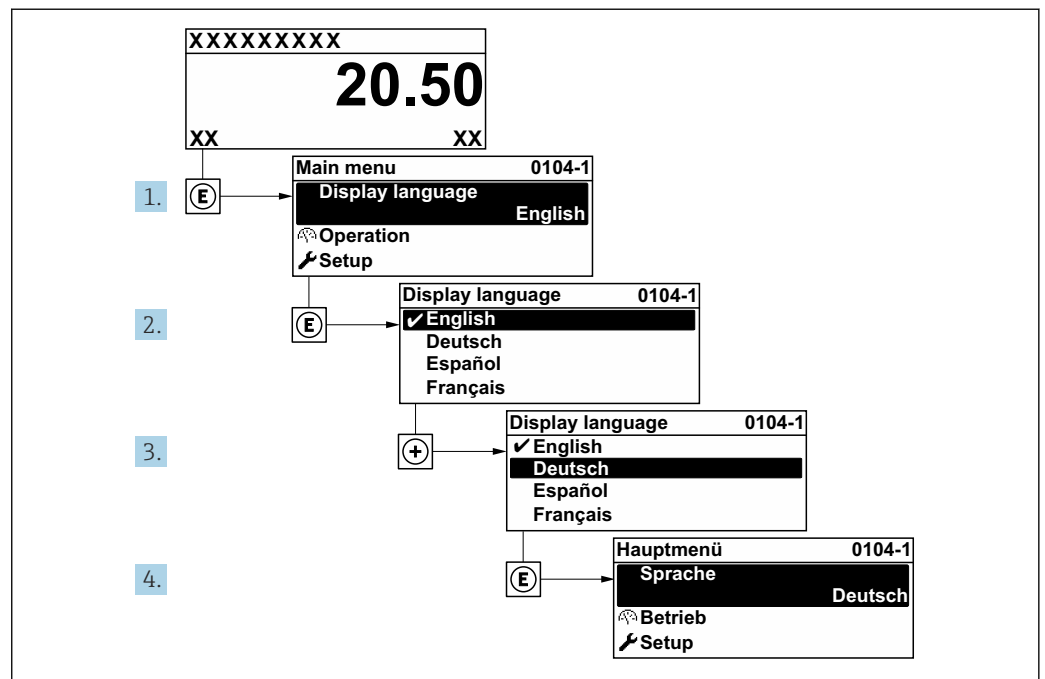 XXXXXXXXX
20.50
XX XX
1. E
Main menu 0104-1
Display language
English
Operation
Setup
2. E
Display language 0104-1
✔English
Deutsch
Español
Français
3. +
Display language 0104-1
✔English
Deutsch
Español
Français
4. E
Hauptmenü 0104-1
Sprache
Deutsch
Betrieb
Setup